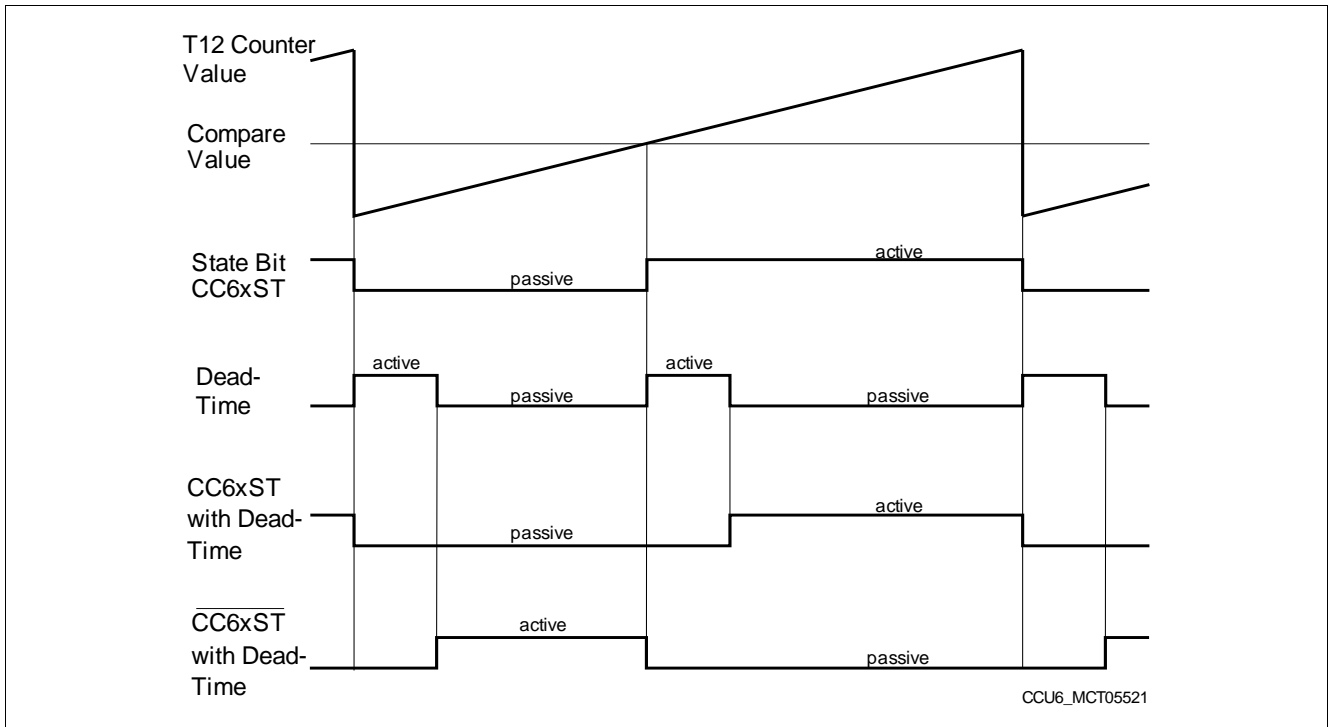 T12 Counter
Value
Compare
Value
State Bit
CC6xST
passive
active
Dead-
Time
active
passive
active
passive
CC6xST
with Dead-
Time
passive
active
CC6xST
with Dead-
Time
active
passive
CCU6_MCT05521